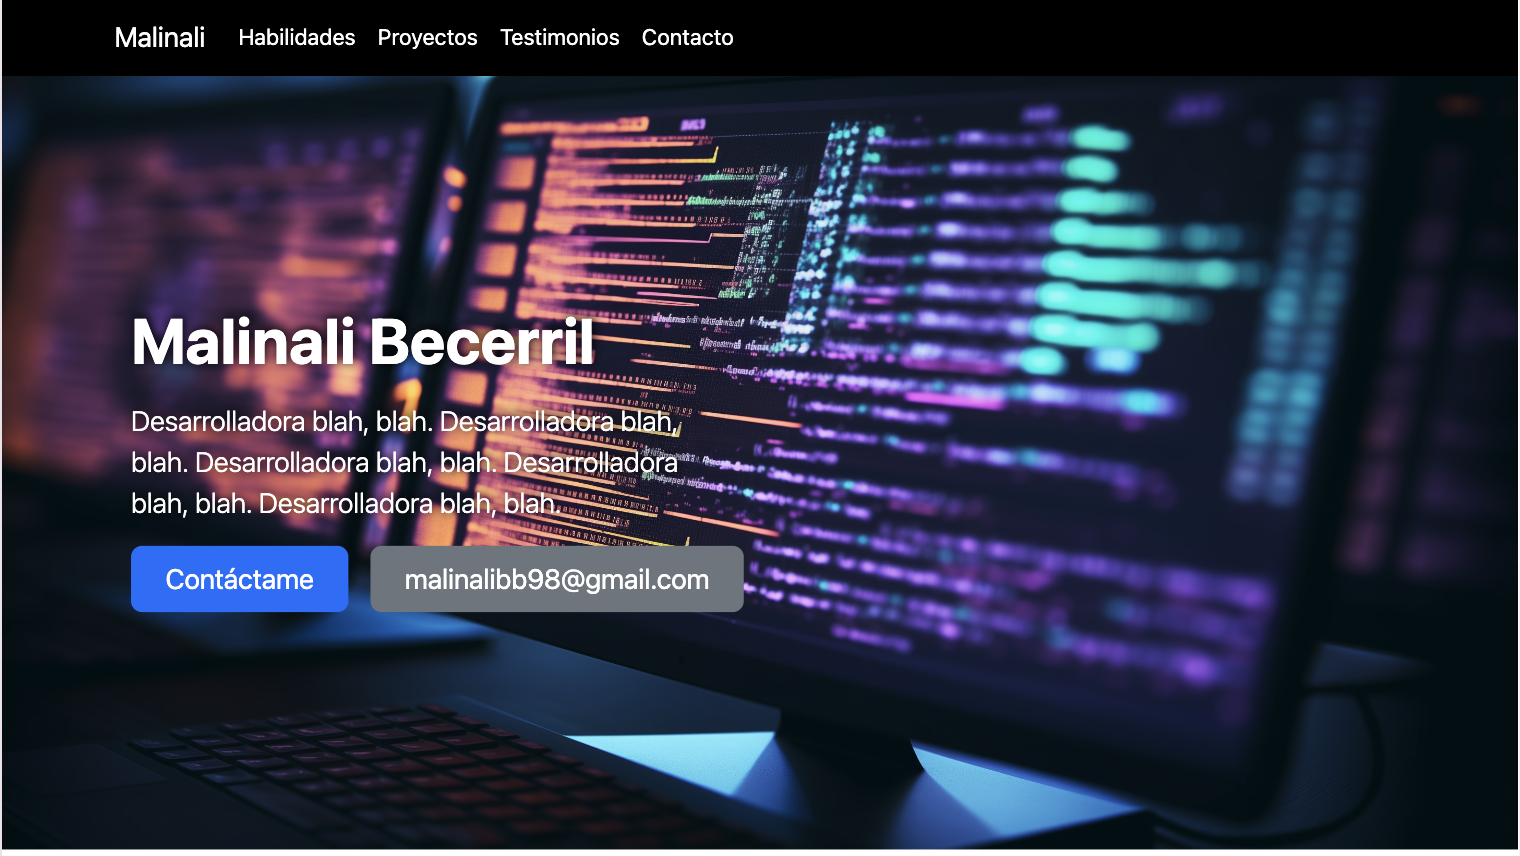 Malinali Habilidades Proyectos Testimonios Contacto
Malinali Becerril
Desarrolladora blah, blah. Desarrolladora blah,
blah. Desarrolladora blah, blah. Desarrolladora
blah, blah. Desarrolladora blah, blah.
Contáctame malinalibb98@gmail.com